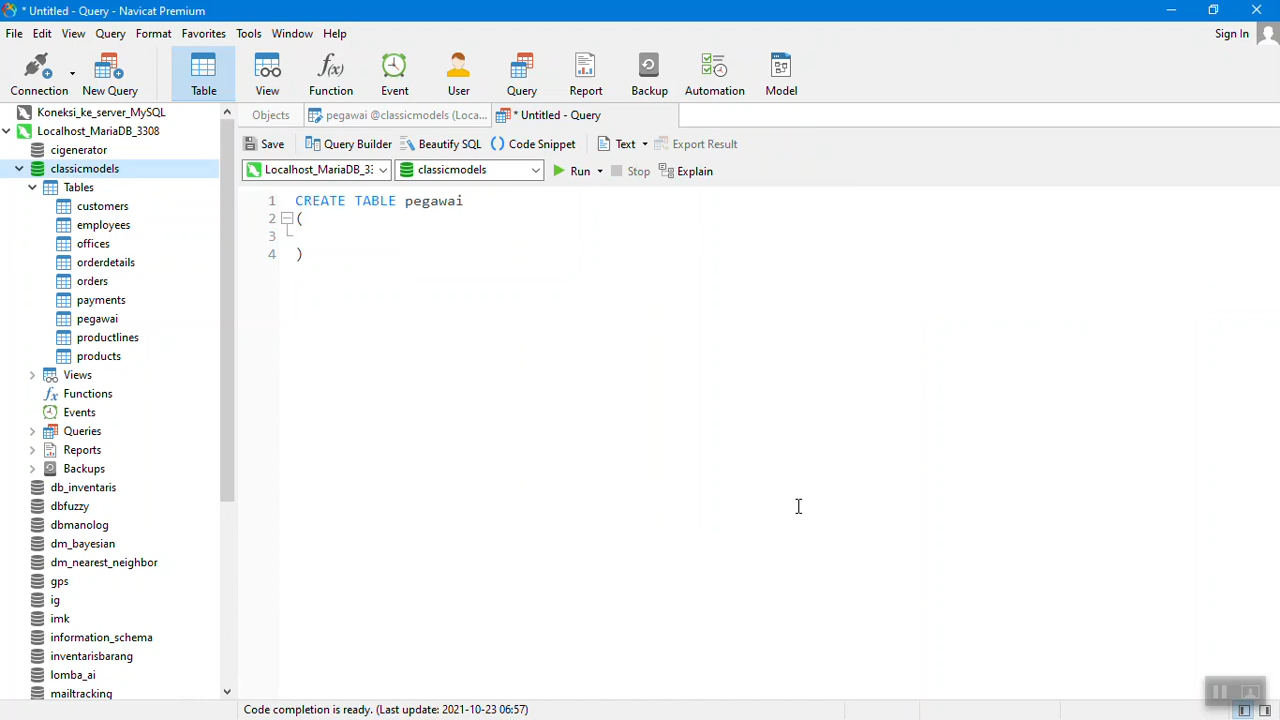 * Untitled - Query - Navicat Premium
File Edit View Query Format Favorites Tools Window Help
Sign In
Connection New Query Table View Function Event User Query Report Backup Automation Model
Koneksi_ke_server_MySQL
Localhost_MariaDB_3308
cigenerator
classicmodels
Tables
customers
employees
offices
orderdetails
orders
payments
pegawai
productlines
products
Views
Functions
Events
Queries
Reports
Backups
db_inventaris
dbfuzzy
dbmanolog
dm_bayesian
dm_nearest_neighbor
gps
ig
imk
information_schema
inventarisbarang
lomba_ai
mailtracking
Objects pegawai @classicmodels (Loca... * Untitled - Query
Save Query Builder Beautify SQL () Code Snippet Text Export Result
Localhost_MariaDB_33 classicmodels Run Stop Explain
1 CREATE TABLE pegawai
2 (
3
4 )
Code completion is ready. (Last update: 2021-10-23 06:57)